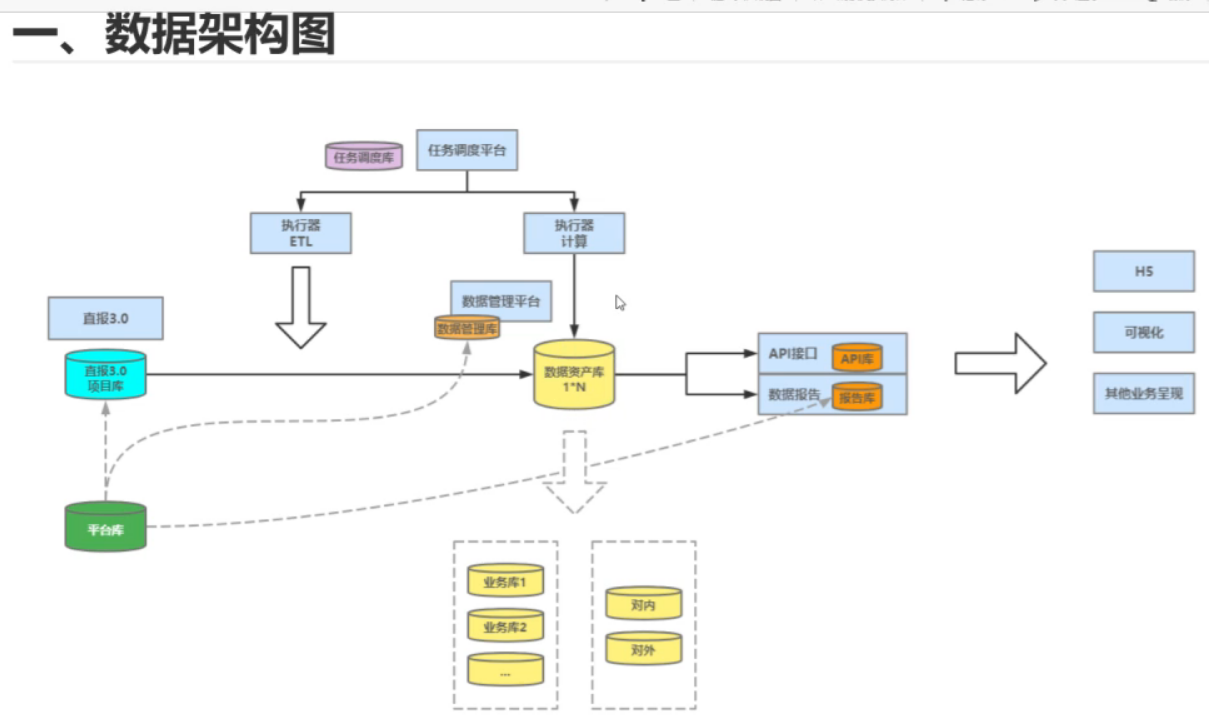 一、数据架构图
任务调度库
任务调度平台
执行器
ETL
执行器
计算
数据管理平台
数据管理库
直报3.0
直报3.0
项目库
数据资产库
1*N
API接口
API库
数据报告
报告库
H5
可视化
其他业务呈现
平台库
业务库1
业务库2
...
对内
对外